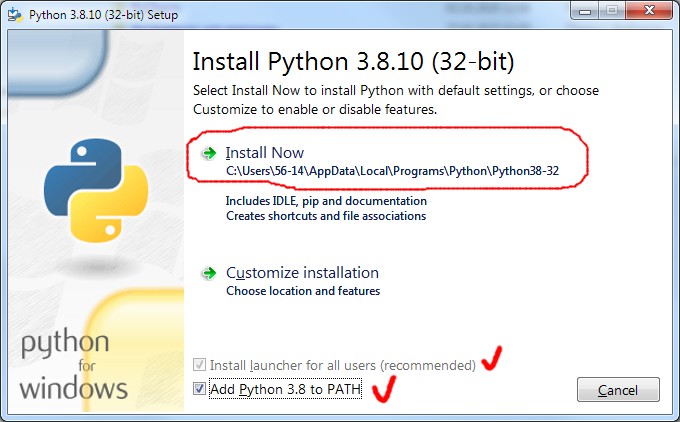 Python 3.8.10 (32-bit) Setup
Install Python 3.8.10 (32-bit)
Select Install Now to install Python with default settings, or choose
Customize to enable or disable features.
Install Now
C:\Users\56-14\AppData\Local\Programs\Python\Python38-32
Includes IDLE, pip and documentation
Creates shortcuts and file associations
Customize installation
Choose location and features
python
for
windows
Install launcher for all users (recommended)
Add Python 3.8 to PATH
Cancel